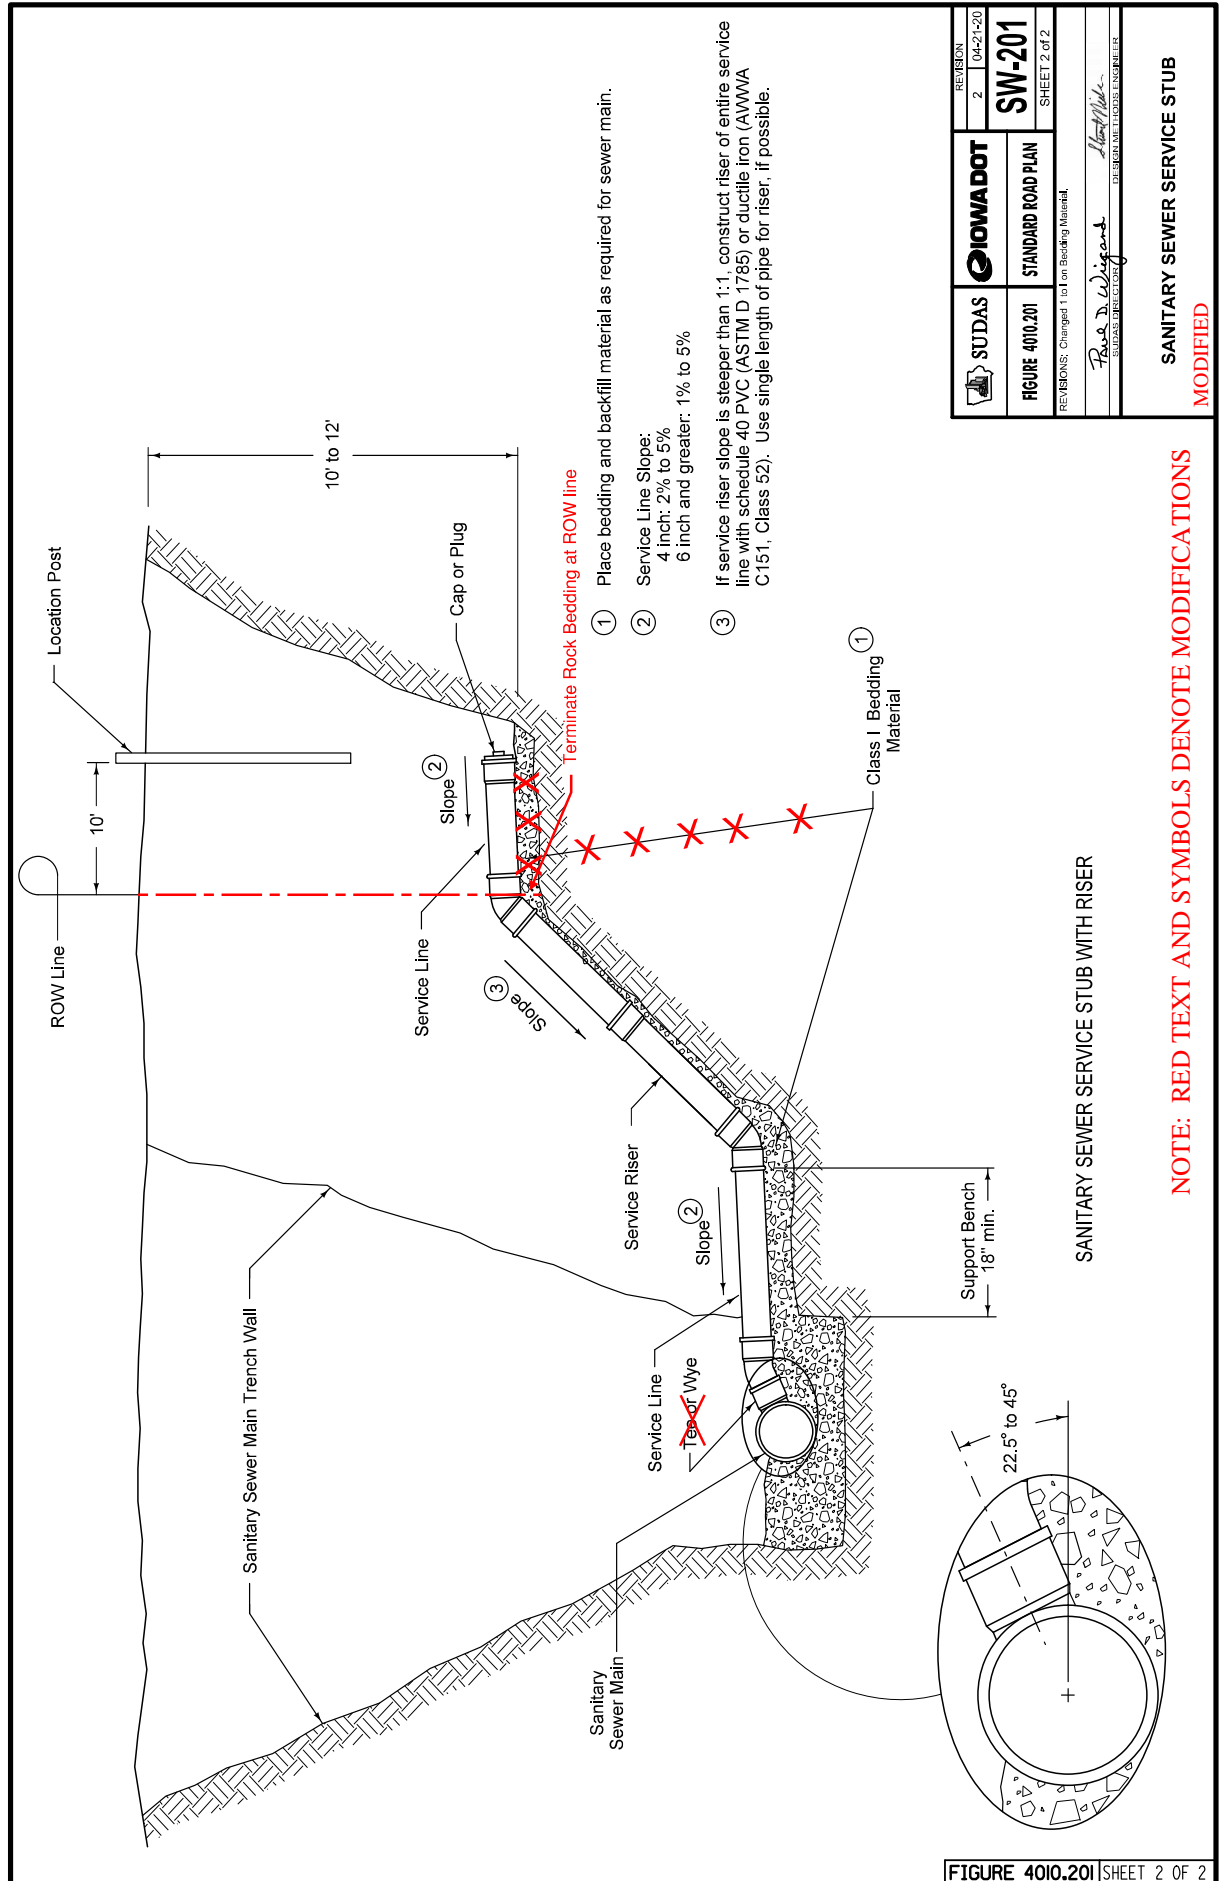 ROW Line
10'
Location Post
10' to 12'
Sanitary Sewer Main Trench Wall
Service Line
Slope
2
Cap or Plug
3
Slope
Terminate Rock Bedding at ROW line
Service Riser
Service Line
Tee or Wye
Slope
2
Sanitary
Sewer Main
Class I Bedding
Material
1
Support Bench
18" min.
22.5° to 45°
1 Place bedding and backfill material as required for sewer main.
2 Service Line Slope:
4 inch: 2% to 5%
6 inch and greater: 1% to 5%
3 If service riser slope is steeper than 1:1, construct riser of entire service
line with schedule 40 PVC (ASTM D 1785) or ductile iron (AWWA
C151, Class 52). Use single length of pipe for riser, if possible.
SANITARY SEWER SERVICE STUB WITH RISER
NOTE: RED TEXT AND SYMBOLS DENOTE MODIFICATIONS
SUDAS
IOWADOT
REVISION
2 04-21-20
SW-201
SHEET 2 of 2
FIGURE 4010.201
STANDARD ROAD PLAN
REVISIONS: Changed 1 to I on Bedding Material.
Paul D. Wiegand
SUDAS DIRECTOR
DESIGN METHODS ENGINEER
SANITARY SEWER SERVICE STUB
MODIFIED
FIGURE 4010.201 SHEET 2 OF 2